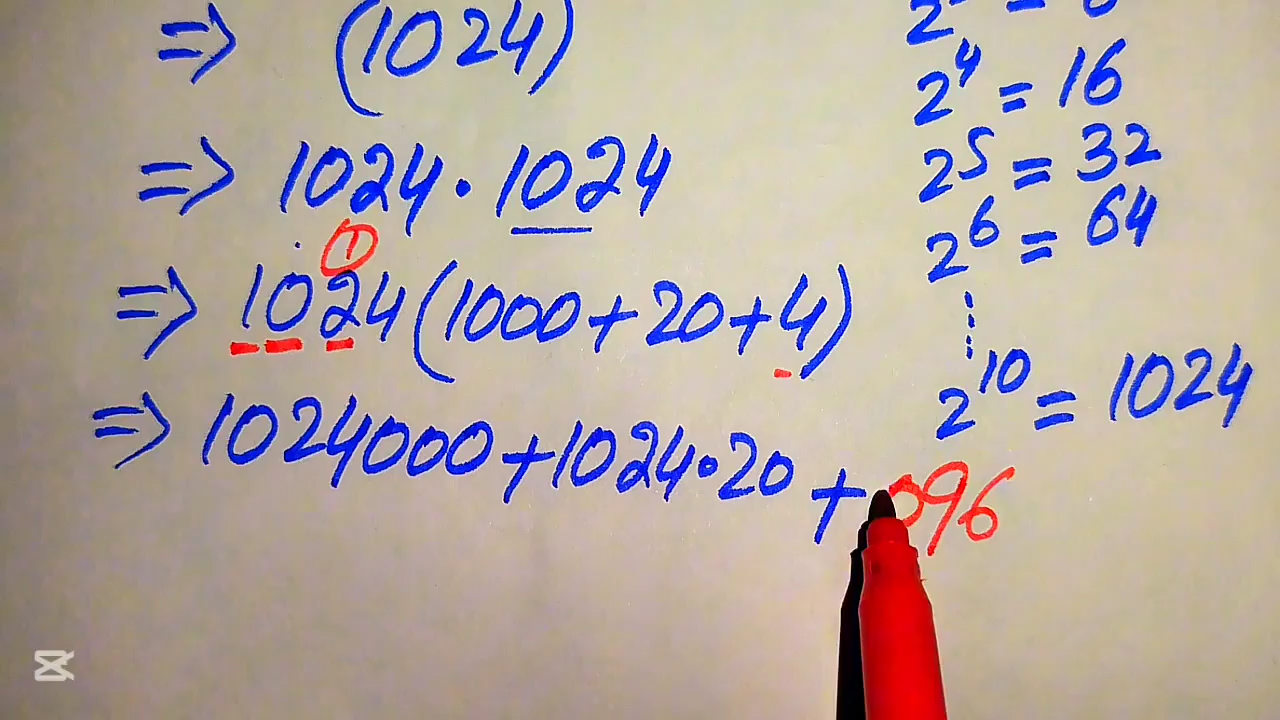 => (1024)
=> 1024 · 1024
①
=> 1024 (1000+20+4)
=> 1024000+1024·20 + 096
2⁴ = 16
2⁵ = 32
2⁶ = 64
2¹⁰ = 1024